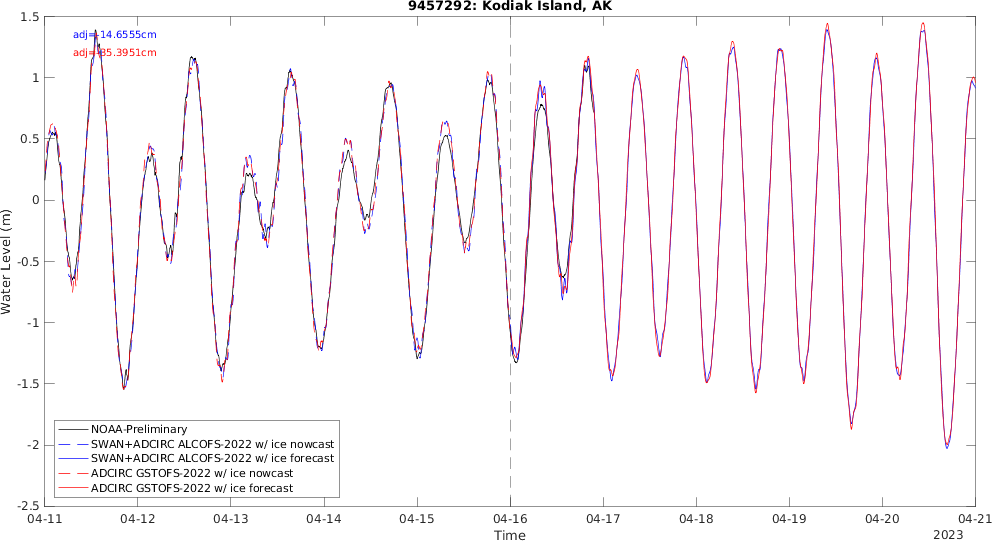 9457292: Kodiak Island, AK
adj=-14.6555cm
adj=-35.3951cm
1.5
1
0.5
0
-0.5
-1
-1.5
-2
-2.5
Water Level (m)
NOAA-Preliminary
SWAN+ADCIRC ALCOFS-2022 w/ ice nowcast
SWAN+ADCIRC ALCOFS-2022 w/ ice forecast
ADCIRC GSTOFS-2022 w/ ice nowcast
ADCIRC GSTOFS-2022 w/ ice forecast
04-11 04-12 04-13 04-14 04-15 04-16 04-17 04-18 04-19 04-20 04-21
Time
2023